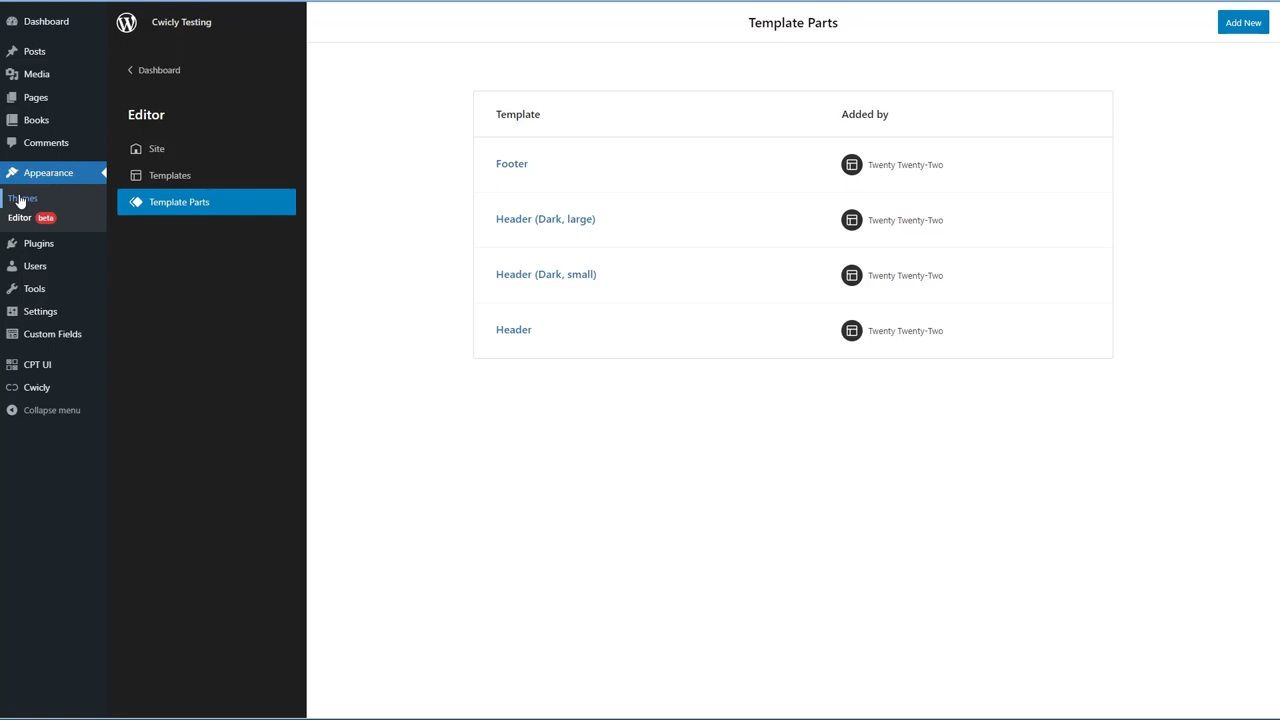 Dashboard
Posts
Media
Pages
Books
Comments
Appearance
Themes
Editor beta
Plugins
Users
Tools
Settings
Custom Fields
CPT UI
Cwicly
Collapse menu
Cwicly Testing
Dashboard
Editor
Site
Templates
Template Parts
Template Parts
Add New
Template Added by
Footer Twenty Twenty-Two
Header (Dark, large) Twenty Twenty-Two
Header (Dark, small) Twenty Twenty-Two
Header Twenty Twenty-Two